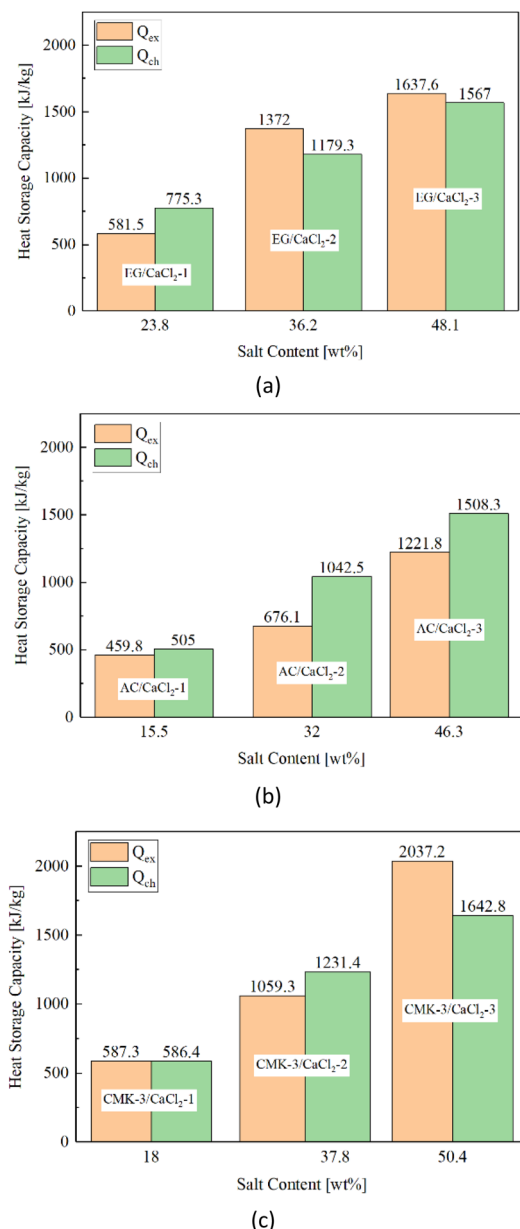 Q_ex
Q_ch
2000
1500
1000
500
0
Heat Storage Capacity [kJ/kg]
581.5
775.3
1372
1179.3
1637.6
1567
EG/CaCl₂-1
EG/CaCl₂-2
EG/CaCl₂-3
23.8
36.2
48.1
Salt Content [wt%]
(a)
Q_ex
Q_ch
2000
1500
1000
500
0
Heat Storage Capacity [kJ/kg]
459.8
505
676.1
1042.5
1221.8
1508.3
AC/CaCl₂-1
AC/CaCl₂-2
AC/CaCl₂-3
15.5
32
46.3
Salt Content [wt%]
(b)
Q_ex
Q_ch
2000
1500
1000
500
0
Heat Storage Capacity [kJ/kg]
587.3
586.4
1059.3
1231.4
2037.2
1642.8
CMK-3/CaCl₂-1
CMK-3/CaCl₂-2
CMK-3/CaCl₂-3
18
37.8
50.4
Salt Content [wt%]
(c)